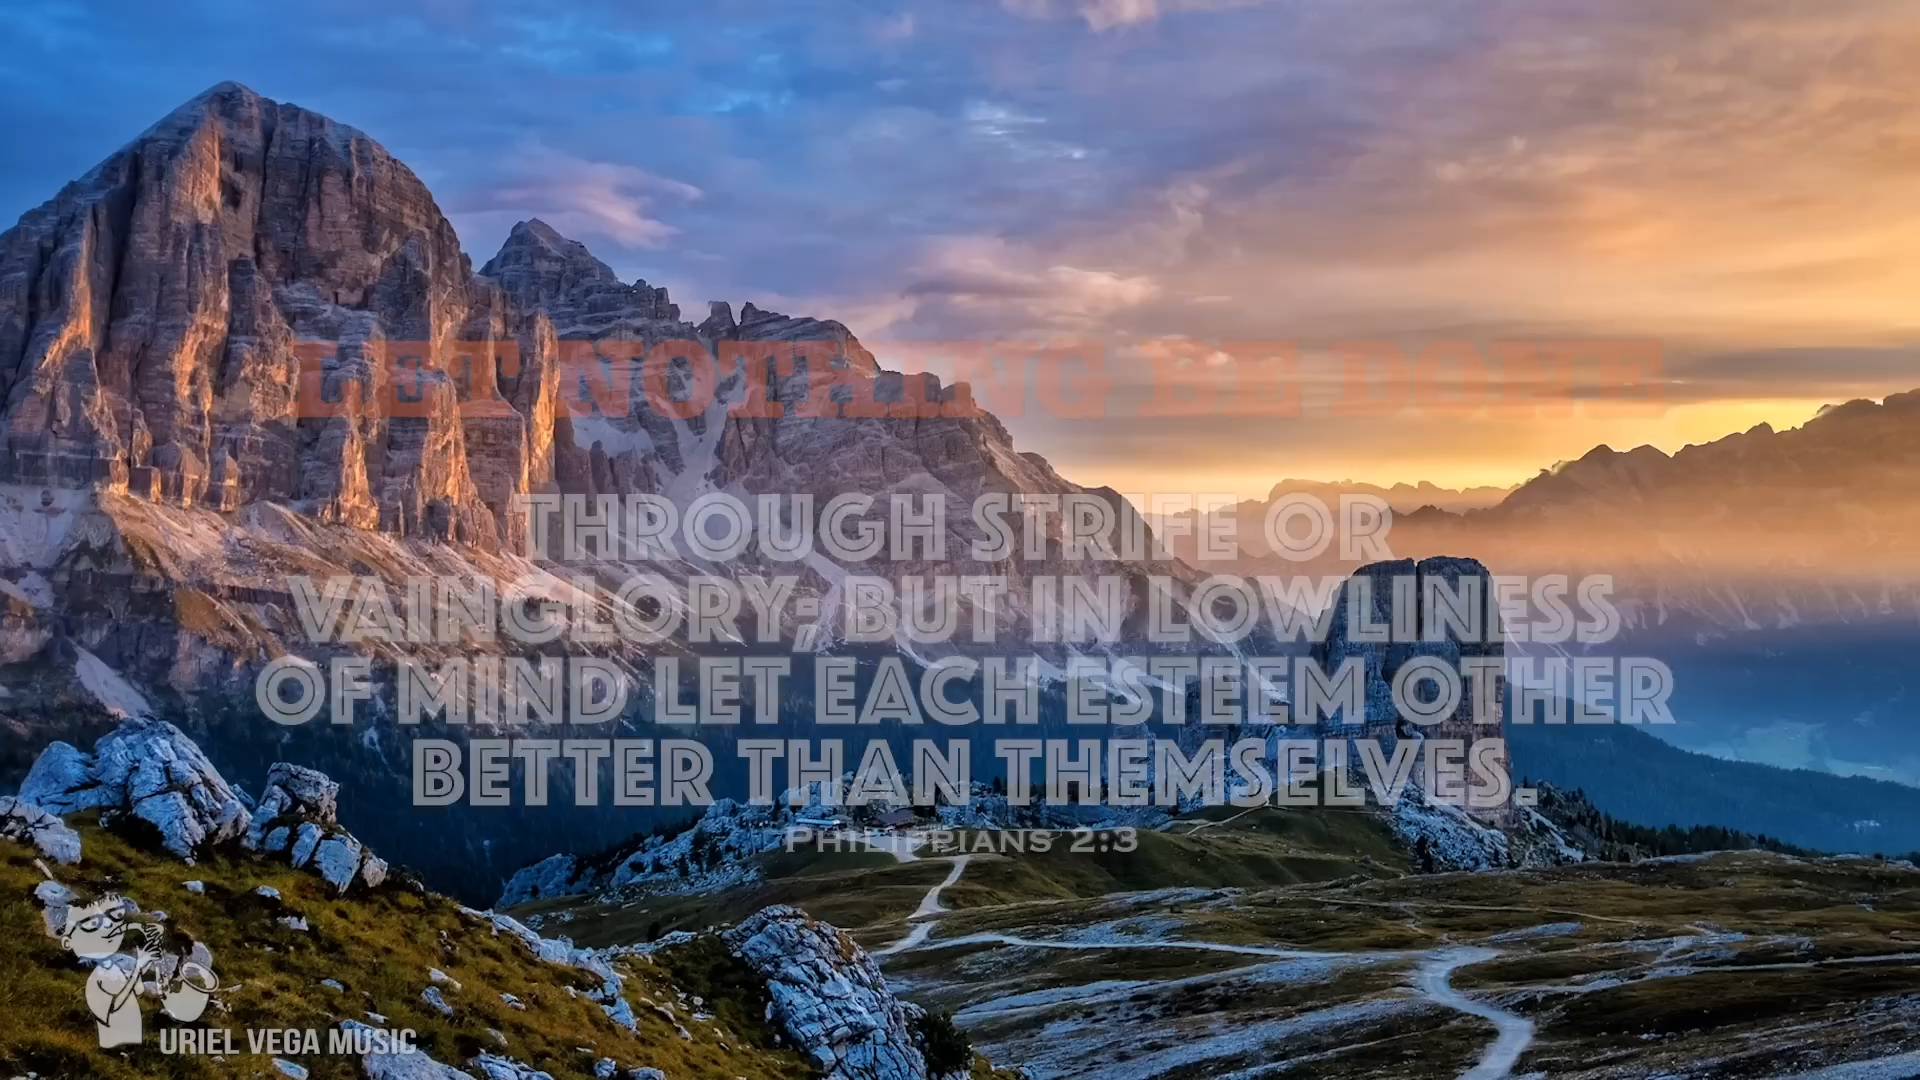 LET NOTHING BE DONE
THROUGH STRIFE OR
VAINGLORY; BUT IN LOWLINESS
OF MIND LET EACH ESTEEM OTHER
BETTER THAN THEMSELVES.
PHILIPPIANS 2:3
URIEL VEGA MUSIC